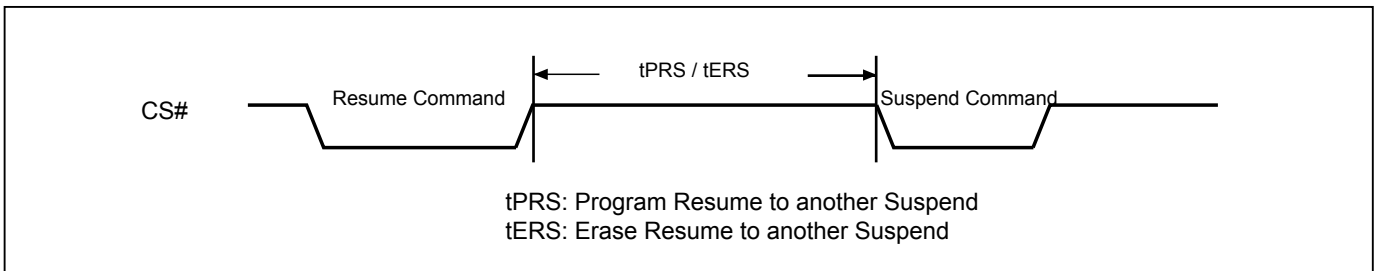 tPRS / tERS
CS#
Resume Command
Suspend Command
tPRS: Program Resume to another Suspend
tERS: Erase Resume to another Suspend